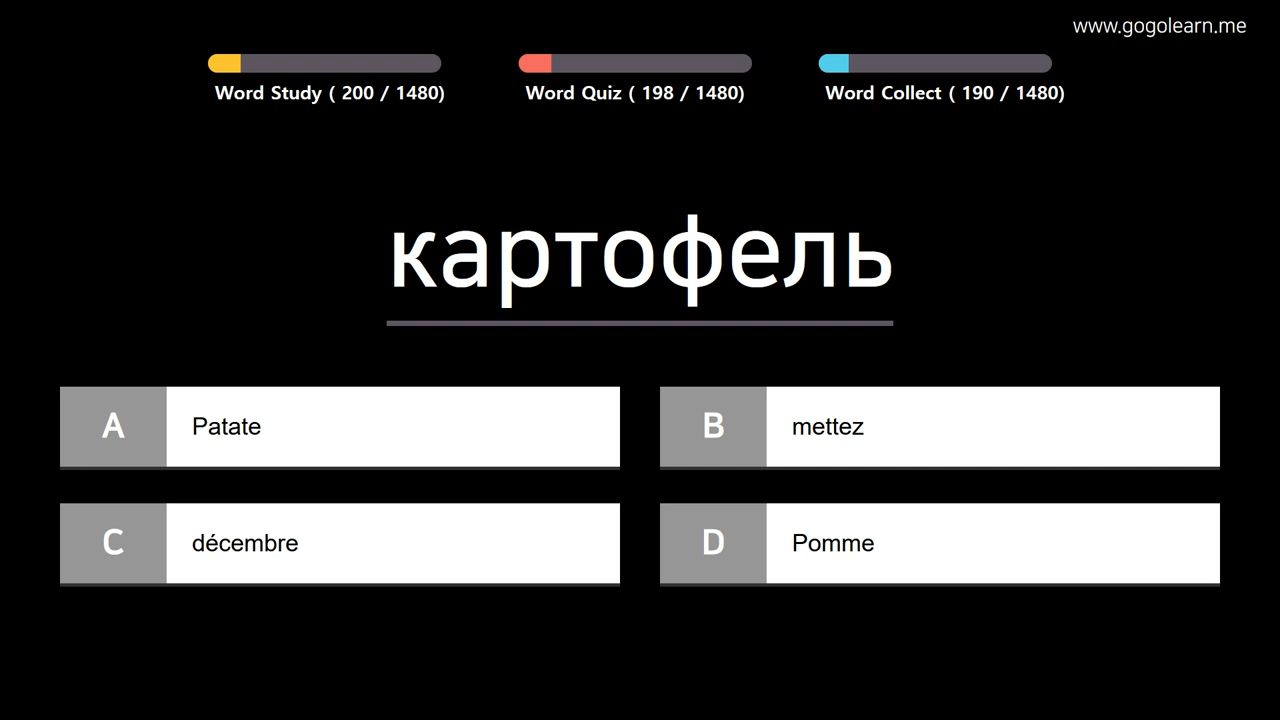 www.gogolearn.me
Word Study ( 200 / 1480)
Word Quiz ( 198 / 1480)
Word Collect ( 190 / 1480)
картофель
A Patate
B mettez
C décembre
D Pomme